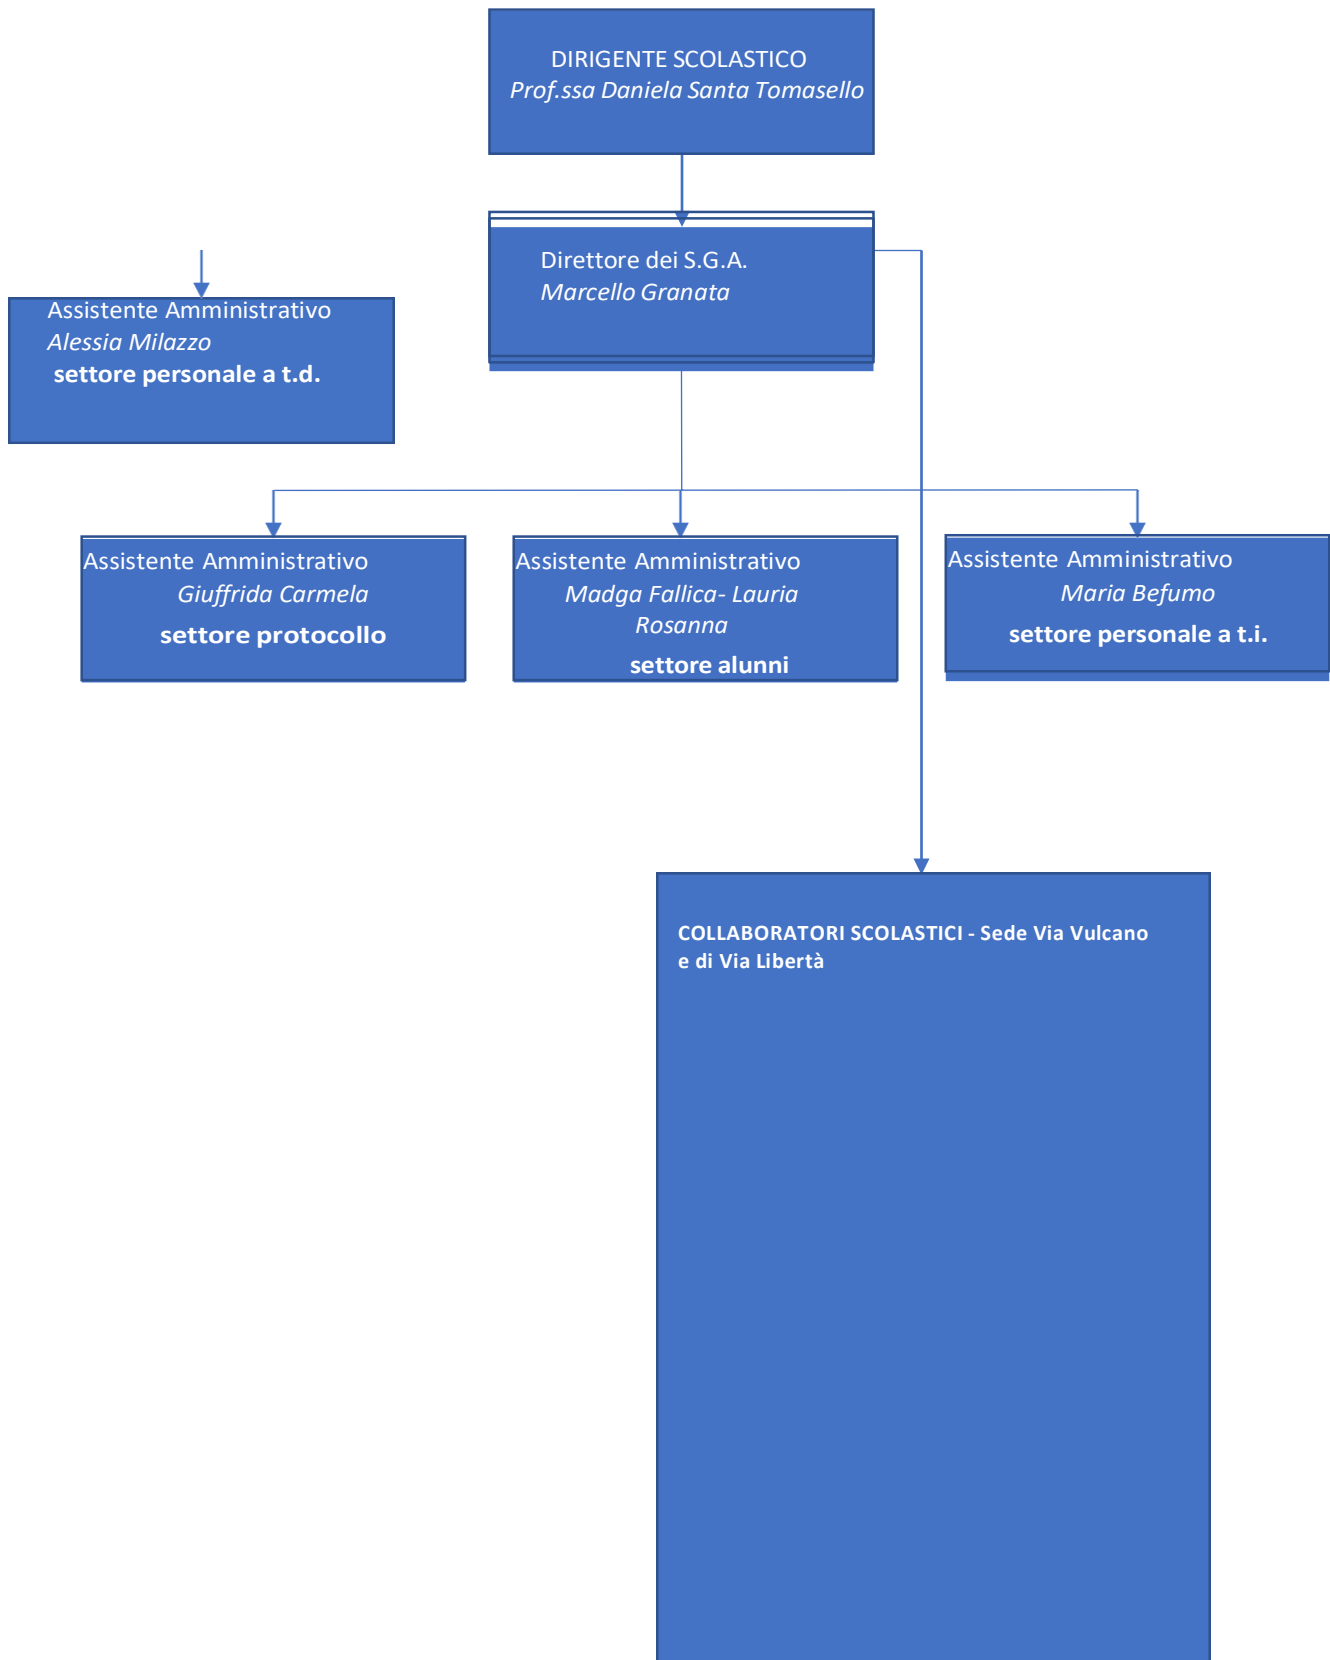 DIRIGENTE SCOLASTICO
Prof.ssa Daniela Santa Tomasello
Direttore dei S.G.A.
Marcello Granata
Assistente Amministrativo
Alessia Milazzo
settore personale a t.d.
Assistente Amministrativo
Giuffrida Carmela
settore protocollo
Assistente Amministrativo
Madga Fallica- Lauria
Rosanna
settore alunni
Assistente Amministrativo
Maria Befumo
settore personale a t.i.
COLLABORATORI SCOLASTICI - Sede Via Vulcano
e di Via Libertà